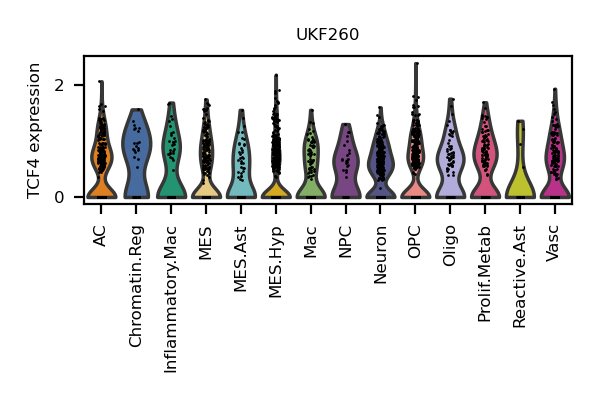 UKF260
TCF4 expression
2
0
AC
Chromatin.Reg
Inflammatory.Mac
MES
MES.Ast
MES.Hyp
Mac
NPC
Neuron
OPC
Oligo
Prolif.Metab
Reactive.Ast
Vasc